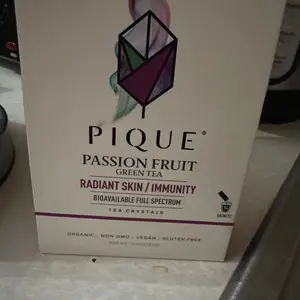 PIQUE®
PASSION FRUIT
GREEN TEA
RADIANT SKIN / IMMUNITY
BIOAVAILABLE FULL SPECTRUM
TEA CRYSTALS
ORGANIC · NON-GMO · VEGAN · GLUTEN-FREE